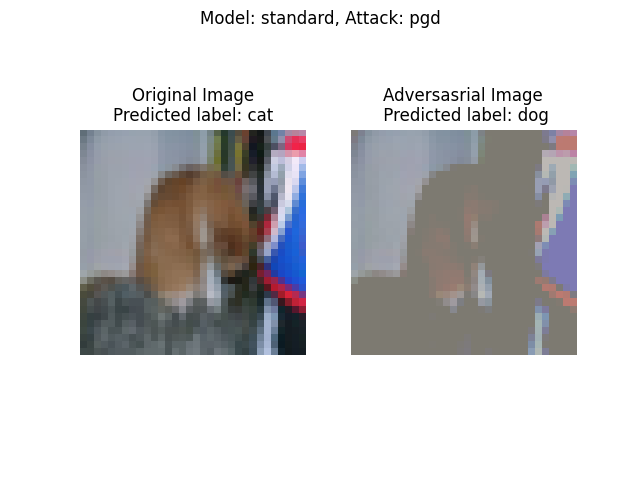 Model: standard, Attack: pgd
Original Image
Predicted label: cat
Adversasrial Image
Predicted label: dog